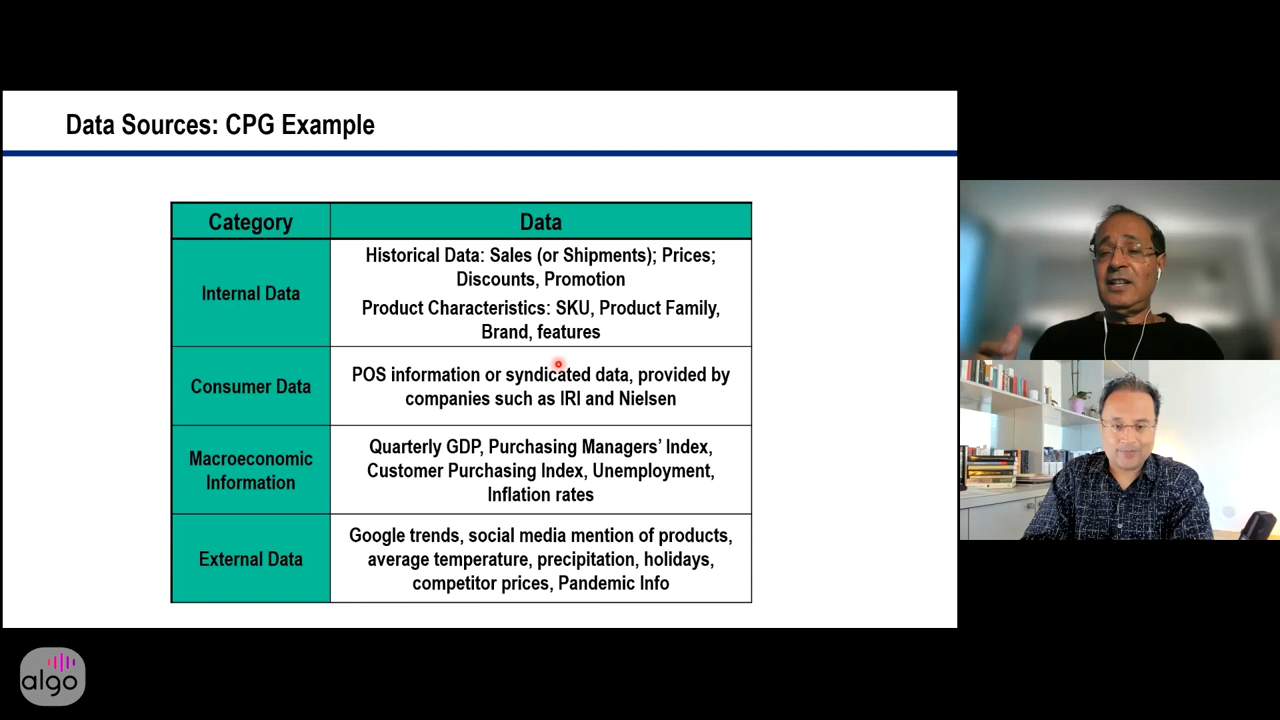 Data Sources: CPG Example
Category
Data
Internal Data
Historical Data: Sales (or Shipments); Prices;
Discounts, Promotion
Product Characteristics: SKU, Product Family,
Brand, features
Consumer Data
POS information or syndicated data, provided by
companies such as IRI and Nielsen
Macroeconomic
Information
Quarterly GDP, Purchasing Managers’ Index,
Customer Purchasing Index, Unemployment,
Inflation rates
External Data
Google trends, social media mention of products,
average temperature, precipitation, holidays,
competitor prices, Pandemic Info
algo